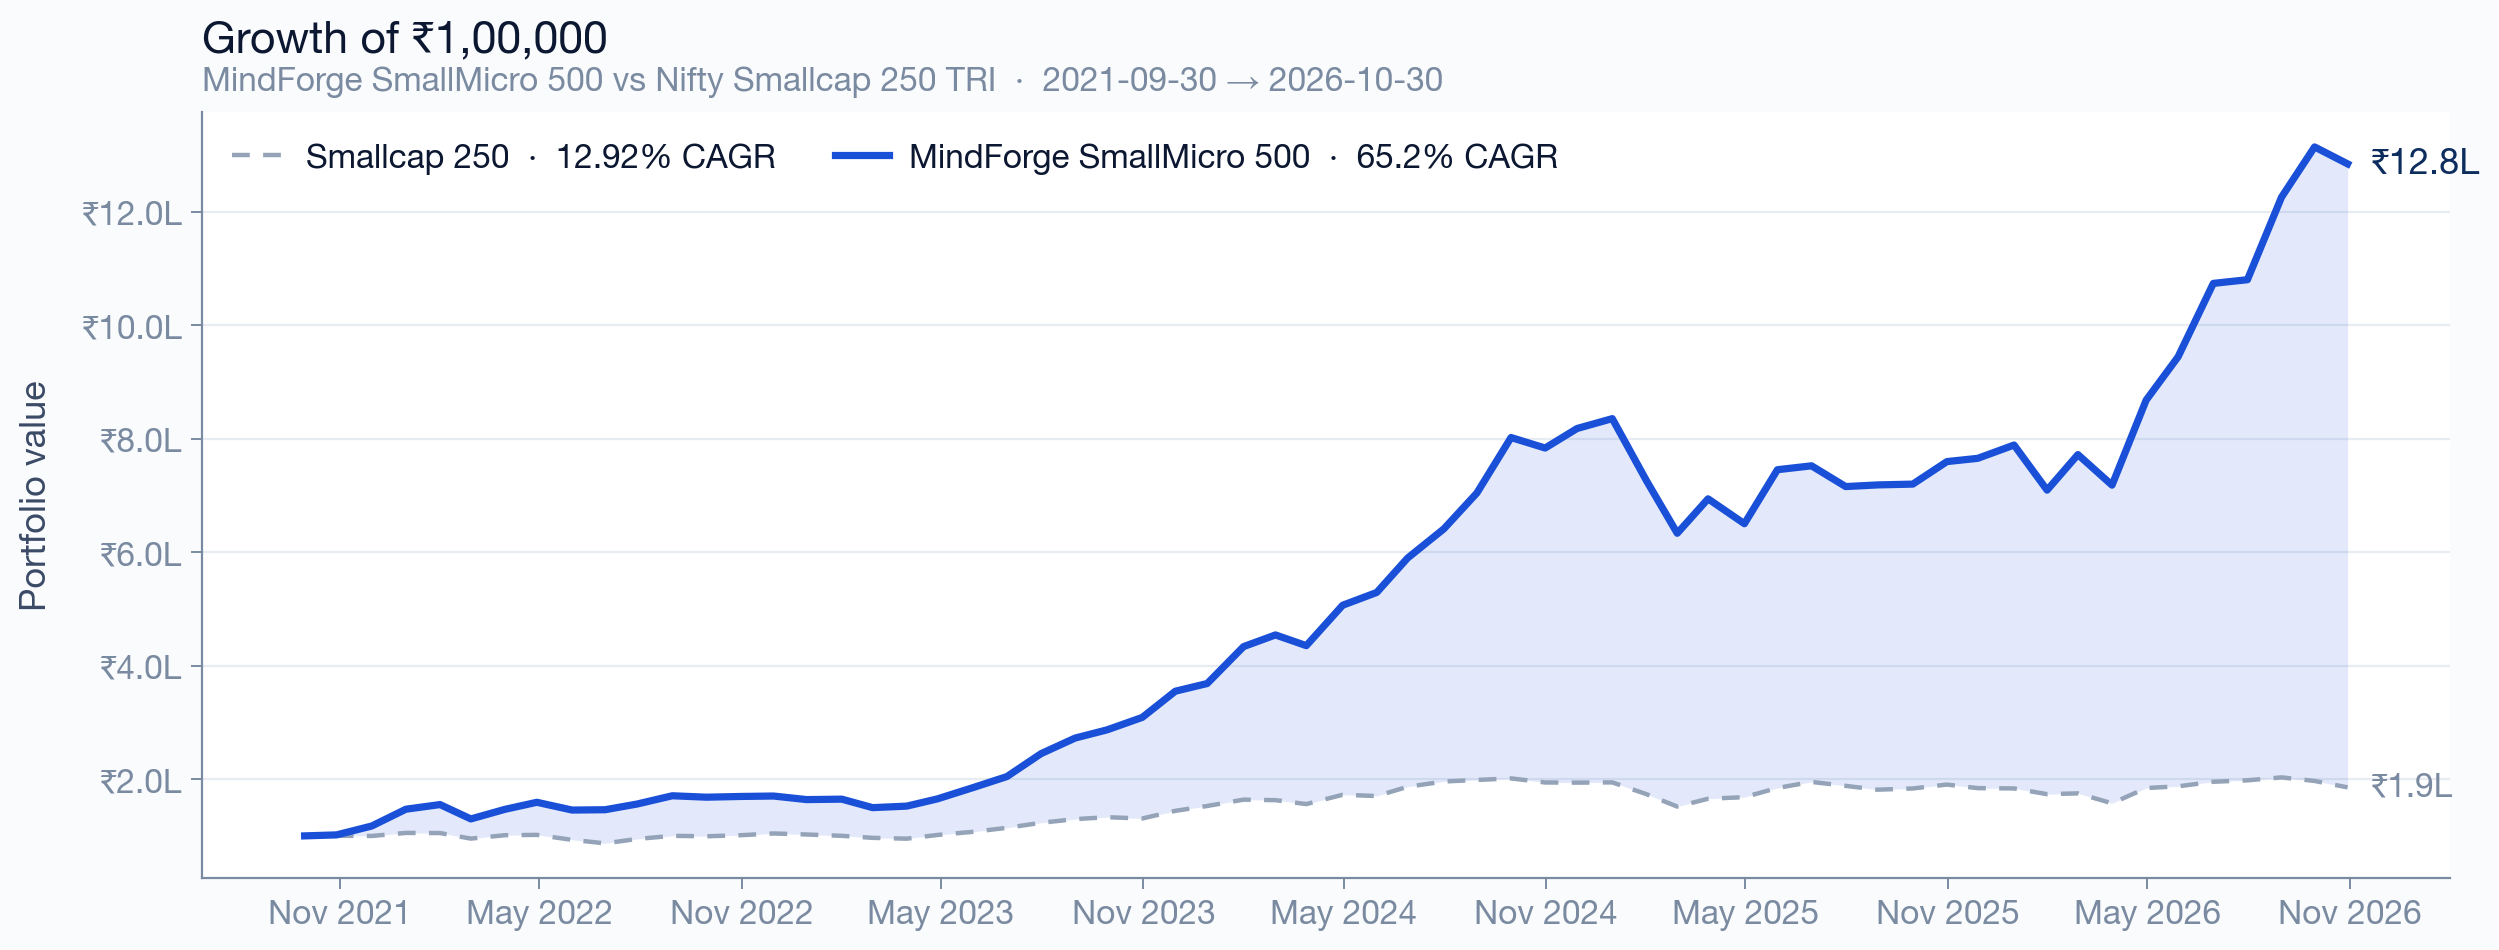 Growth of ₹1,00,000
MindForge SmallMicro 500 vs Nifty Smallcap 250 TRI · 2021-09-30 → 2026-10-30
Smallcap 250 · 12.92% CAGR
MindForge SmallMicro 500 · 65.2% CAGR
₹12.8L
₹12.0L
₹10.0L
₹8.0L
₹6.0L
₹4.0L
₹2.0L
₹1.9L
Portfolio value
Nov 2021
May 2022
Nov 2022
May 2023
Nov 2023
May 2024
Nov 2024
May 2025
Nov 2025
May 2026
Nov 2026